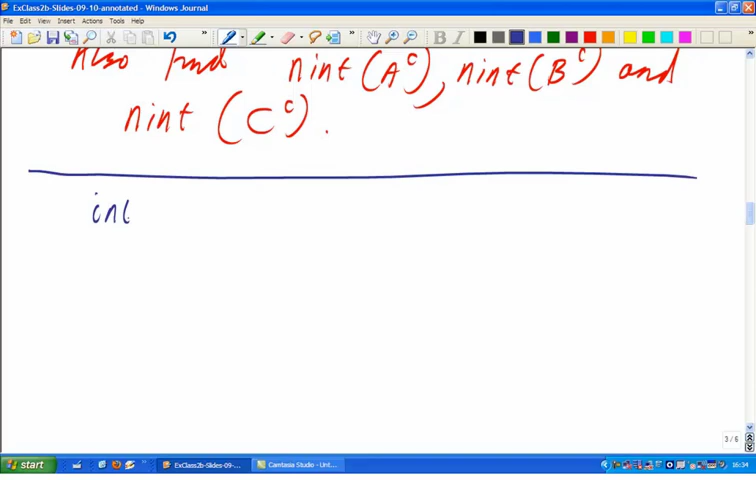 ExClass2b-Slides-09-10-annotated - Windows Journal
File Edit View Insert Actions Tools Help
B I
Also find nint (A^c), nint (B^c) and
nint (C^c).
int
3 / 6
start ExClass2b-Slides-09-... Camtasia Studio - Unt... 16:34